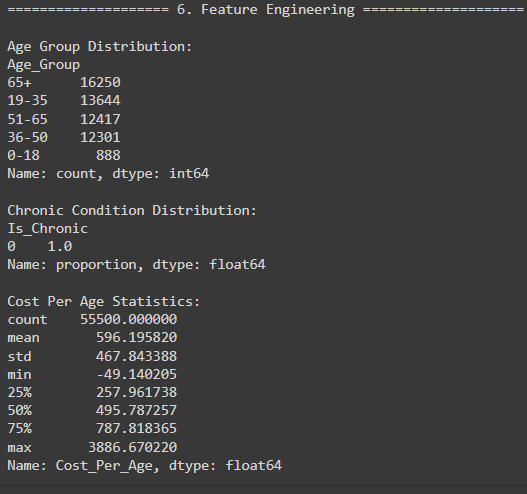 ==================== 6. Feature Engineering ====================
Age Group Distribution:
Age_Group
65+      16250
19-35    13644
51-65    12417
36-50    12301
0-18       888
Name: count, dtype: int64
Chronic Condition Distribution:
Is_Chronic
0    1.0
Name: proportion, dtype: float64
Cost Per Age Statistics:
count    55500.000000
mean       596.195820
std        467.843388
min        -49.140205
25%        257.961738
50%        495.787257
75%        787.818365
max       3886.670220
Name: Cost_Per_Age, dtype: float64